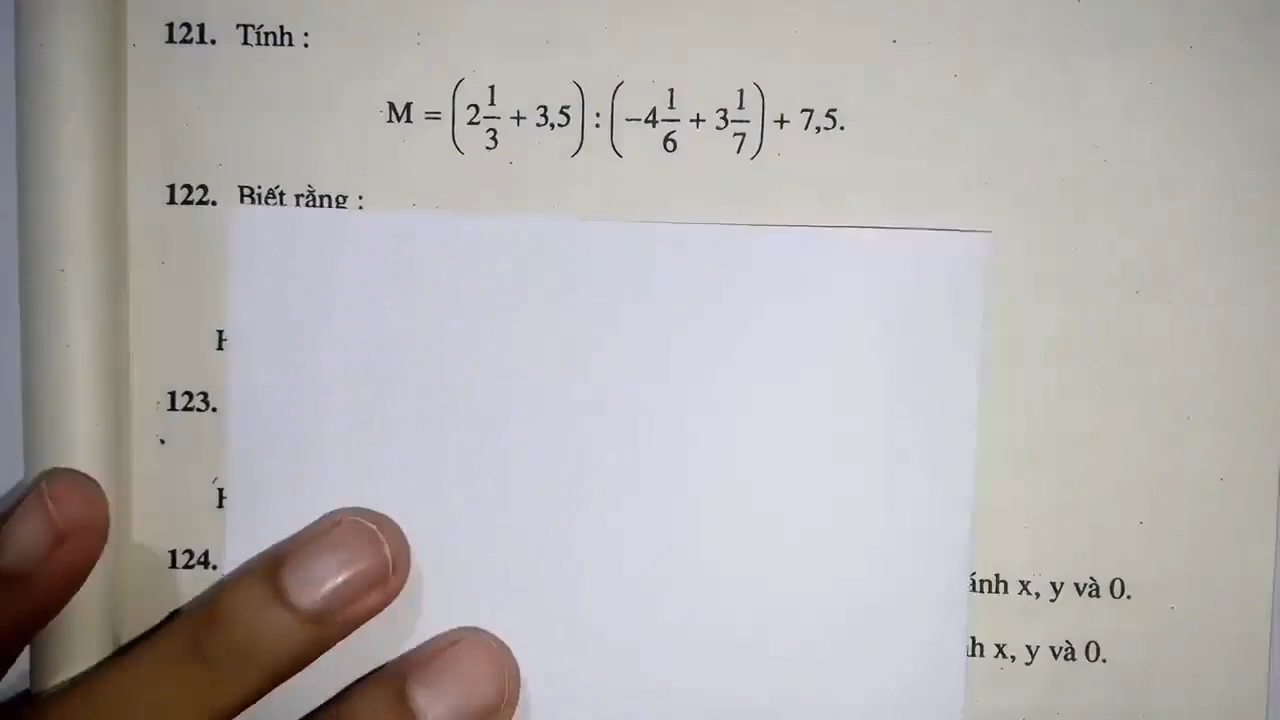 121. Tính :
M = (2 1/3 + 3,5) : (−4 1/6 + 3 1/7) + 7,5.
122. Biết rằng :
123.
124.
ính x, y và 0.
h x, y và 0.